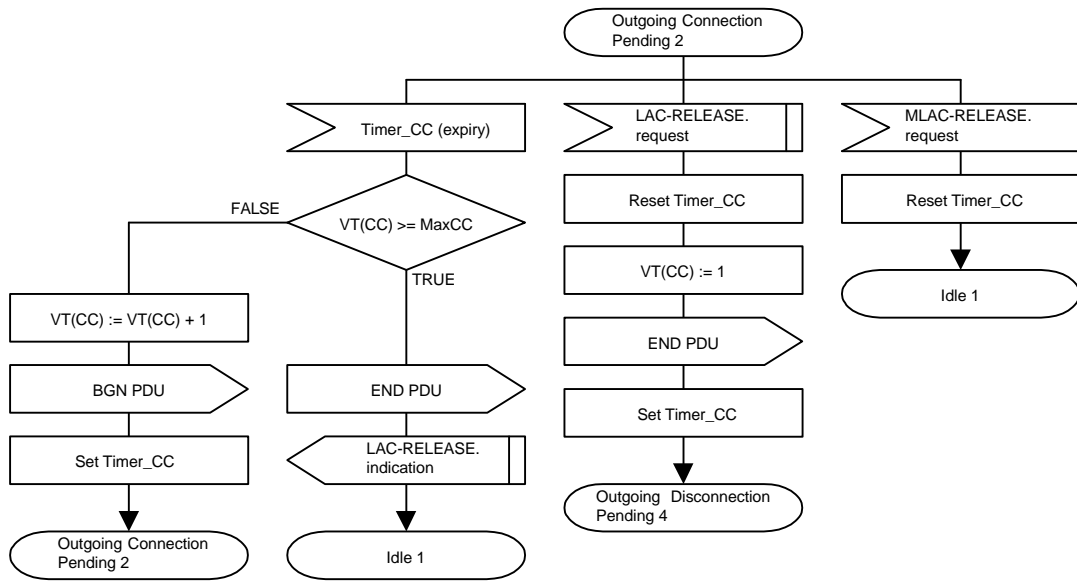 Outgoing Connection
Pending 2
Timer_CC (expiry)
LAC-RELEASE.
request
MLAC-RELEASE.
request
Reset Timer_CC
Reset Timer_CC
FALSE
VT(CC) >= MaxCC
TRUE
VT(CC) := 1
Idle 1
VT(CC) := VT(CC) + 1
END PDU
BGN PDU
END PDU
Set Timer_CC
Set Timer_CC
LAC-RELEASE.
indication
Outgoing Disconnection
Pending 4
Outgoing Connection
Pending 2
Idle 1